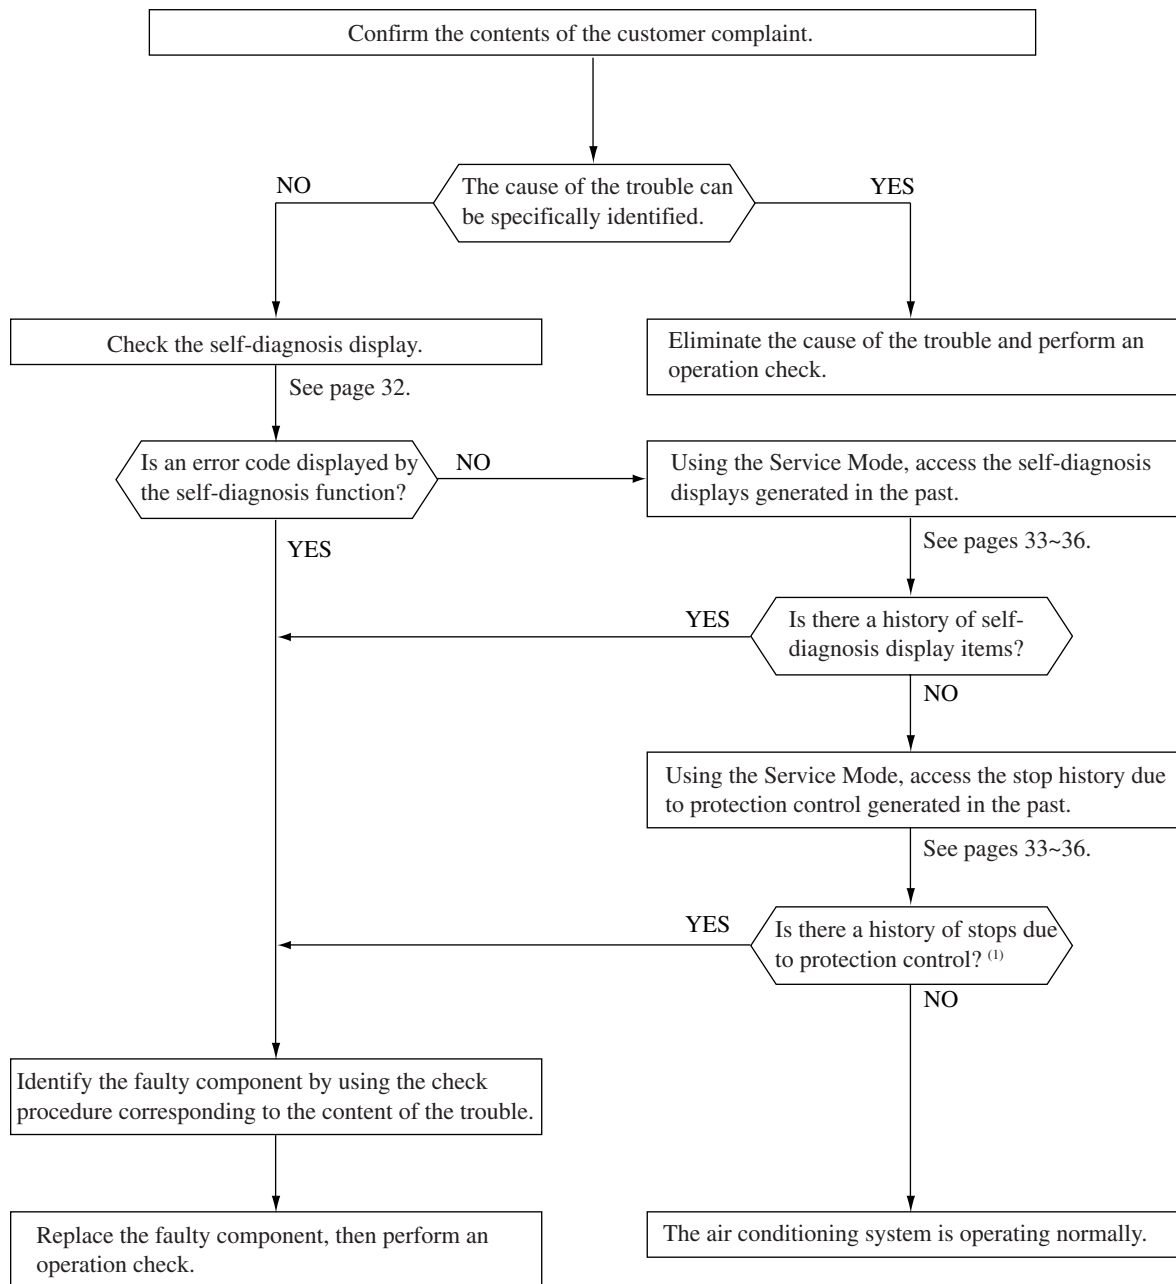 Confirm the contents of the customer complaint.
NO
The cause of the trouble can
be specifically identified.
YES
Check the self-diagnosis display.
Eliminate the cause of the trouble and perform an
operation check.
See page 32.
Is an error code displayed by
the self-diagnosis function?
NO
Using the Service Mode, access the self-diagnosis
displays generated in the past.
YES
See pages 33~36.
YES
Is there a history of self-
diagnosis display items?
NO
Using the Service Mode, access the stop history due
to protection control generated in the past.
See pages 33~36.
YES
Is there a history of stops due
to protection control? (1)
NO
Identify the faulty component by using the check
procedure corresponding to the content of the trouble.
Replace the faulty component, then perform an
operation check.
The air conditioning system is operating normally.